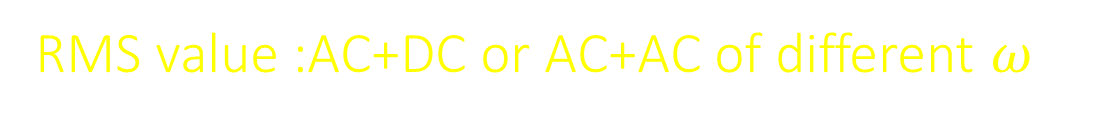 RMS value :AC+DC or AC+AC of different ω